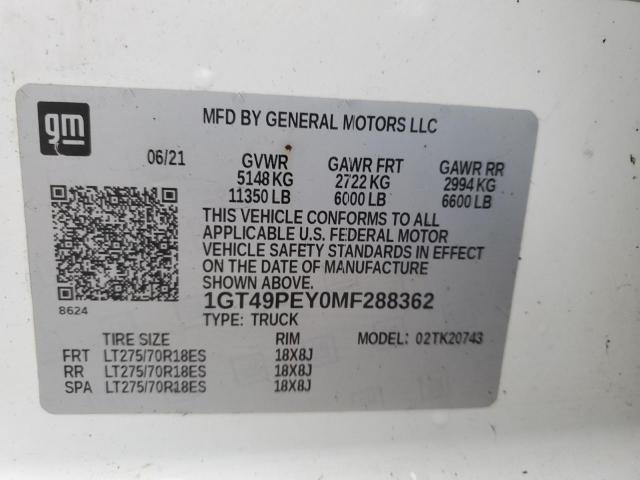 gm
MFD BY GENERAL MOTORS LLC
06/21 GVWR GAWR FRT GAWR RR
5148 KG 2722 KG 2994 KG
11350 LB 6000 LB 6600 LB
THIS VEHICLE CONFORMS TO ALL
APPLICABLE U.S. FEDERAL MOTOR
VEHICLE SAFETY STANDARDS IN EFFECT
ON THE DATE OF MANUFACTURE
SHOWN ABOVE.
1GT49PEY0MF288362
8624
TYPE: TRUCK
TIRE SIZE RIM MODEL: 02TK20743
FRT LT275/70R18ES 18X8J
RR LT275/70R18ES 18X8J
SPA LT275/70R18ES 18X8J